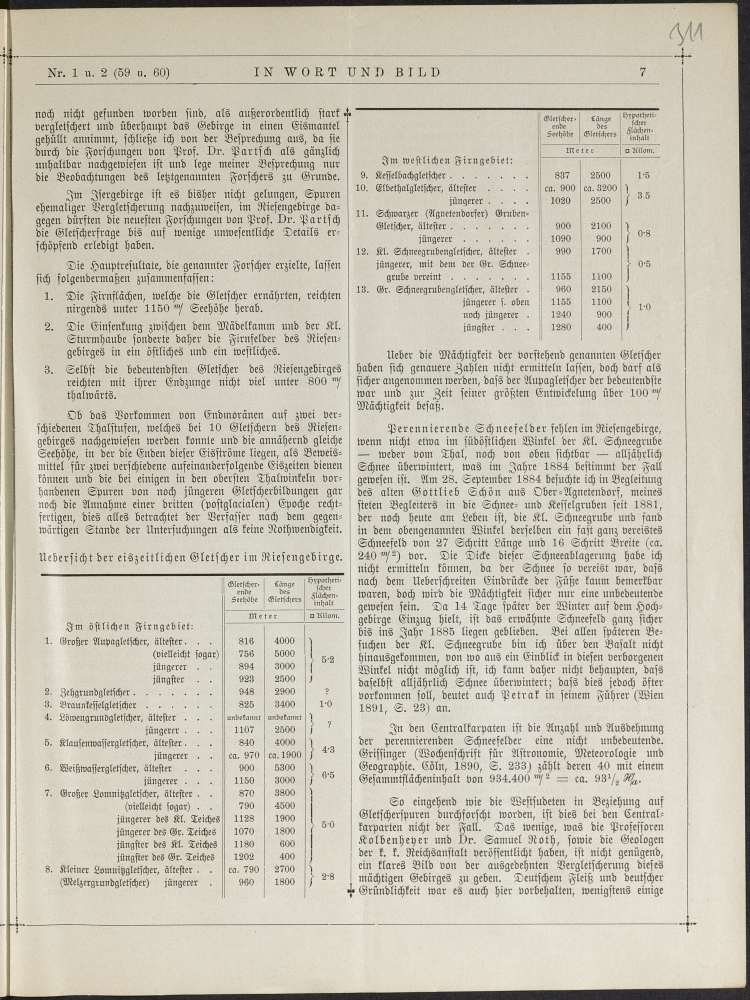 311
Nr. 1 u. 2 (59 u. 60) IN WORT UND BILD 7
noch nicht gefunden worden sind, als außerordentlich stark
vergletschert und überhaupt das Gebirge in einen Eismantel
gehüllt annimmt, schließe ich von der Besprechung aus, da sie
durch die Forschungen von Prof. Dr. Partsch als gänzlich
unhaltbar nachgewiesen ist und lege meiner Besprechung nur
die Beobachtungen des letztgenannten Forschers zu Grunde.
Im Isergebirge ist es bisher nicht gelungen, Spuren
ehemaliger Vergletscherung nachzuweisen, im Riesengebirge da-
gegen dürften die neuesten Forschungen von Prof. Dr. Partsch
die Gletscherfrage bis auf wenige unwesentliche Details er-
schöpfend erledigt haben.
Die Hauptresultate, die genannter Forscher erzielte, lassen
sich folgendermaßen zusammenfassen:
1. Die Firnflächen, welche die Gletscher ernährten, reichten
nirgends unter 1150 m/ Seehöhe herab.
2. Die Einsenkung zwischen dem Mädelkamm und der Kl.
Sturmhaube sonderte daher die Firnfelder des Riesen-
gebirges in ein östliches und ein westliches.
3. Selbst die bedeutendsten Gletscher des Riesengebirges
reichten mit ihrer Endzunge nicht viel unter 800 m/
thalwärts.
Ob das Vorkommen von Endmoränen auf zwei ver-
schiedenen Thalstufen, welches bei 10 Gletschern des Riesen-
gebirges nachgewiesen werden konnte und die annähernd gleiche
Seehöhe, in der die Enden dieser Eisströme liegen, als Beweis-
mittel für zwei verschiedene aufeinanderfolgende Eiszeiten dienen
können und die bei einigen in den obersten Thalwinkeln vor-
handenen Spuren von noch jüngeren Gletscherbildungen gar
noch die Annahme einer dritten (postglacialen) Epoche recht-
fertigen, dies alles betrachtet der Verfasser nach dem gegen-
wärtigen Stande der Untersuchungen als keine Nothwendigkeit.
Uebersicht der eiszeitlichen Gletscher im Riesengebirge.
Gletscher-
ende
Seehöhe Länge
des
Gletschers Hypotheti-
scher
Flächen-
inhalt
Meter □ Kilom.
Im östlichen Firngebiet:
1. Großer Aupagletscher, ältester. . . 816 4000
(vielleicht sogar) 756 5000
5·2
jüngerer . . 894 3000
jüngster . . 923 2500
2. Zehgrundgletscher . . . . . . . 948 2900 ?
3. Braunkesselgletscher . . . . . . 825 3400 1·0
4. Löwengrundgletscher, ältester . . . unbekannt unbekannt
?
jüngerer . . . 1107 2500
5. Klausenwassergletscher, ältester. . . 840 4000
4·3
jüngerer . . ca. 970 ca. 1900
6. Weißwassergletscher, ältester . . . 900 5300
6·5
jüngerer . . . 1150 3000
7. Großer Lomnitzgletscher, ältester . . 870 3800
(vielleicht sogar) . . 790 4500
jüngerer des Kl. Teiches 1128 1900
5·0
jüngerer des Gr. Teiches 1070 1800
jüngster des Kl. Teiches 1180 600
jüngster des Gr. Teiches 1202 400
8. Kleiner Lomnitzgletscher, ältester . . ca. 790 2700
2·8
(Melzergrundgletscher) jüngerer . 960 1800
Gletscher-
ende
Seehöhe Länge
des
Gletschers Hypotheti-
scher
Flächen-
inhalt
Meter □ Kilom.
Im westlichen Firngebiet:
9. Kesselbachgletscher . . . . . . . 837 2500 1·5
10. Elbethalgletscher, ältester . . . . ca. 900 ca. 3200
3·5
jüngerer . . . . 1020 2500
11. Schwarzer (Agnetendorfer) Gruben-
Gletscher, ältester . . . . . . . 900 2100
0·8
jüngerer . . . . . . 1090 900
12. Kl. Schneegrubengletscher, ältester . 990 1700
jüngerer, mit dem der Gr. Schnee-
0·5
grube vereint . . . . . . . 1155 1100
13. Gr. Schneegrubengletscher, ältester . 960 2150
jüngerer s. oben 1155 1100
1·0
noch jüngerer . 1240 900
jüngster . . . 1280 400
Ueber die Mächtigkeit der vorstehend genannten Gletscher
haben sich genauere Zahlen nicht ermitteln lassen, doch darf als
sicher angenommen werden, dass der Aupagletscher der bedeutendste
war und zur Zeit seiner größten Entwickelung über 100 m/
Mächtigkeit besaß.
Perennierende Schneefelder fehlen im Riesengebirge,
wenn nicht etwa im südöstlichen Winkel der Kl. Schneegrube
— weder vom Thal, noch von oben sichtbar — alljährlich
Schnee überwintert, was im Jahre 1884 bestimmt der Fall
gewesen ist. Am 28. September 1884 besuchte ich in Begleitung
des alten Gottlieb Schön aus Ober-Agnetendorf, meines
steten Begleiters in die Schnee- und Kesselgruben seit 1881,
der noch heute am Leben ist, die Kl. Schneegrube und fand
in dem obengenannten Winkel derselben ein fast ganz vereistes
Schneefeld von 27 Schritt Länge und 16 Schritt Breite (ca.
240 m/²) vor. Die Dicke dieser Schneeablagerung habe ich
nicht ermitteln können, da der Schnee so vereist war, dass
nach dem Ueberschreiten Eindrücke der Füße kaum bemerkbar
waren, doch wird die Mächtigkeit sicher nur eine unbedeutende
gewesen sein. Da 14 Tage später der Winter auf dem Hoch-
gebirge Einzug hielt, ist das erwähnte Schneefeld ganz sicher
bis ins Jahr 1885 liegen geblieben. Bei allen späteren Be-
suchen der Kl. Schneegrube bin ich über den Basalt nicht
hinausgekommen, von wo aus ein Einblick in diesen verborgenen
Winkel nicht möglich ist, ich kann daher nicht behaupten, dass
daselbst alljährlich Schnee überwintert; dass dies jedoch öfter
vorkommen soll, deutet auch Petrak in seinem Führer (Wien
1891, S. 23) an.
In den Centralkarpaten ist die Anzahl und Ausdehnung
der perennierenden Schneefelder eine nicht unbedeutende.
Grissinger (Wochenschrift für Astronomie, Meteorologie und
Geographie. Cöln, 1890, S. 233) zählt deren 40 mit einem
Gesammtflächeninhalt von 934.400 m/² = ca. 93½ Ha.
So eingehend wie die Westsudeten in Beziehung auf
Gletscherspuren durchforscht worden, ist dies bei den Central-
karparten nicht der Fall. Das wenige, was die Professoren
Kolbenheyer und Dr. Samuel Roth, sowie die Geologen
der k. k. Reichsanstalt veröffentlicht haben, ist nicht genügend,
ein klares Bild von der ausgedehnten Vergletscherung dieses
mächtigen Gebirges zu geben. Deutschem Fleiß und deutscher
Gründlichkeit war es auch hier vorbehalten, wenigstens einige